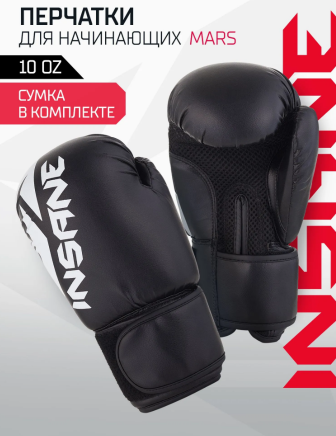 ПЕРЧАТКИ
ДЛЯ НАЧИНАЮЩИХ MARS
10 OZ
СУМКА
В КОМПЛЕКТЕ
INSANE
INSANE